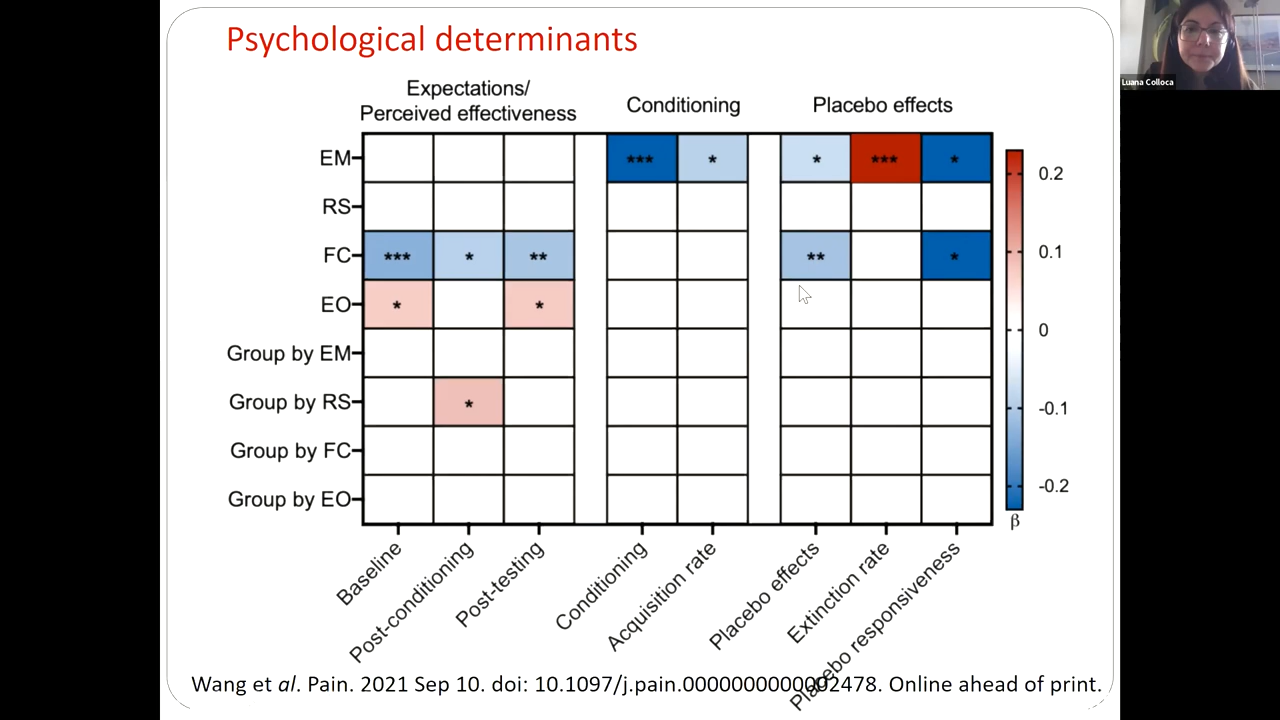 Psychological determinants
Luana Colloca
Expectations/
Perceived effectiveness
Conditioning
Placebo effects
EM
*** * * *** *
RS
FC
*** * ** ** *
EO
* *
Group by EM
Group by RS
*
Group by FC
Group by EO
0.2
0.1
0
-0.1
-0.2
β
Baseline
Post-conditioning
Post-testing
Conditioning
Acquisition rate
Placebo effects
Extinction rate
Placebo responsiveness
Wang et al. Pain. 2021 Sep 10. doi: 10.1097/j.pain.0000000000002478. Online ahead of print.